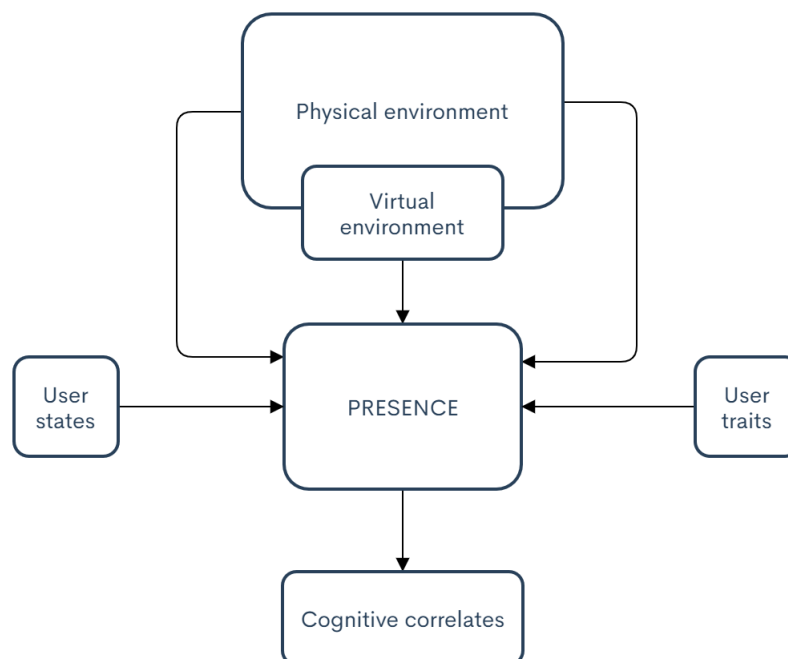 Physical environment
Virtual
environment
User
states
PRESENCE
User
traits
Cognitive correlates